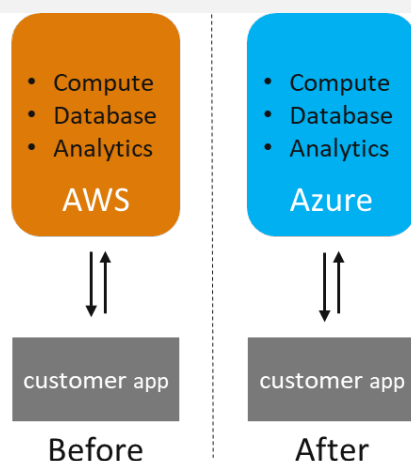 • Compute
• Database
• Analytics
AWS
customer app
Before
• Compute
• Database
• Analytics
Azure
customer app
After